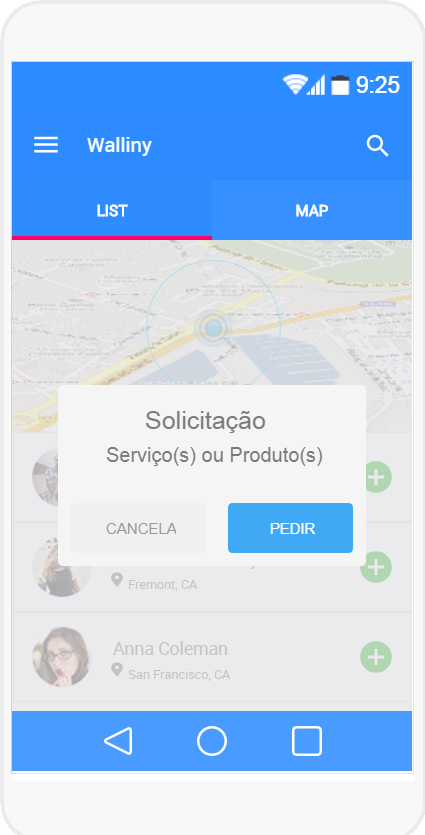 9:25
Walliny
LIST
MAP
Solicitação
Serviço(s) ou Produto(s)
CANCELA
PEDIR
Fremont, CA
Anna Coleman
San Francisco, CA